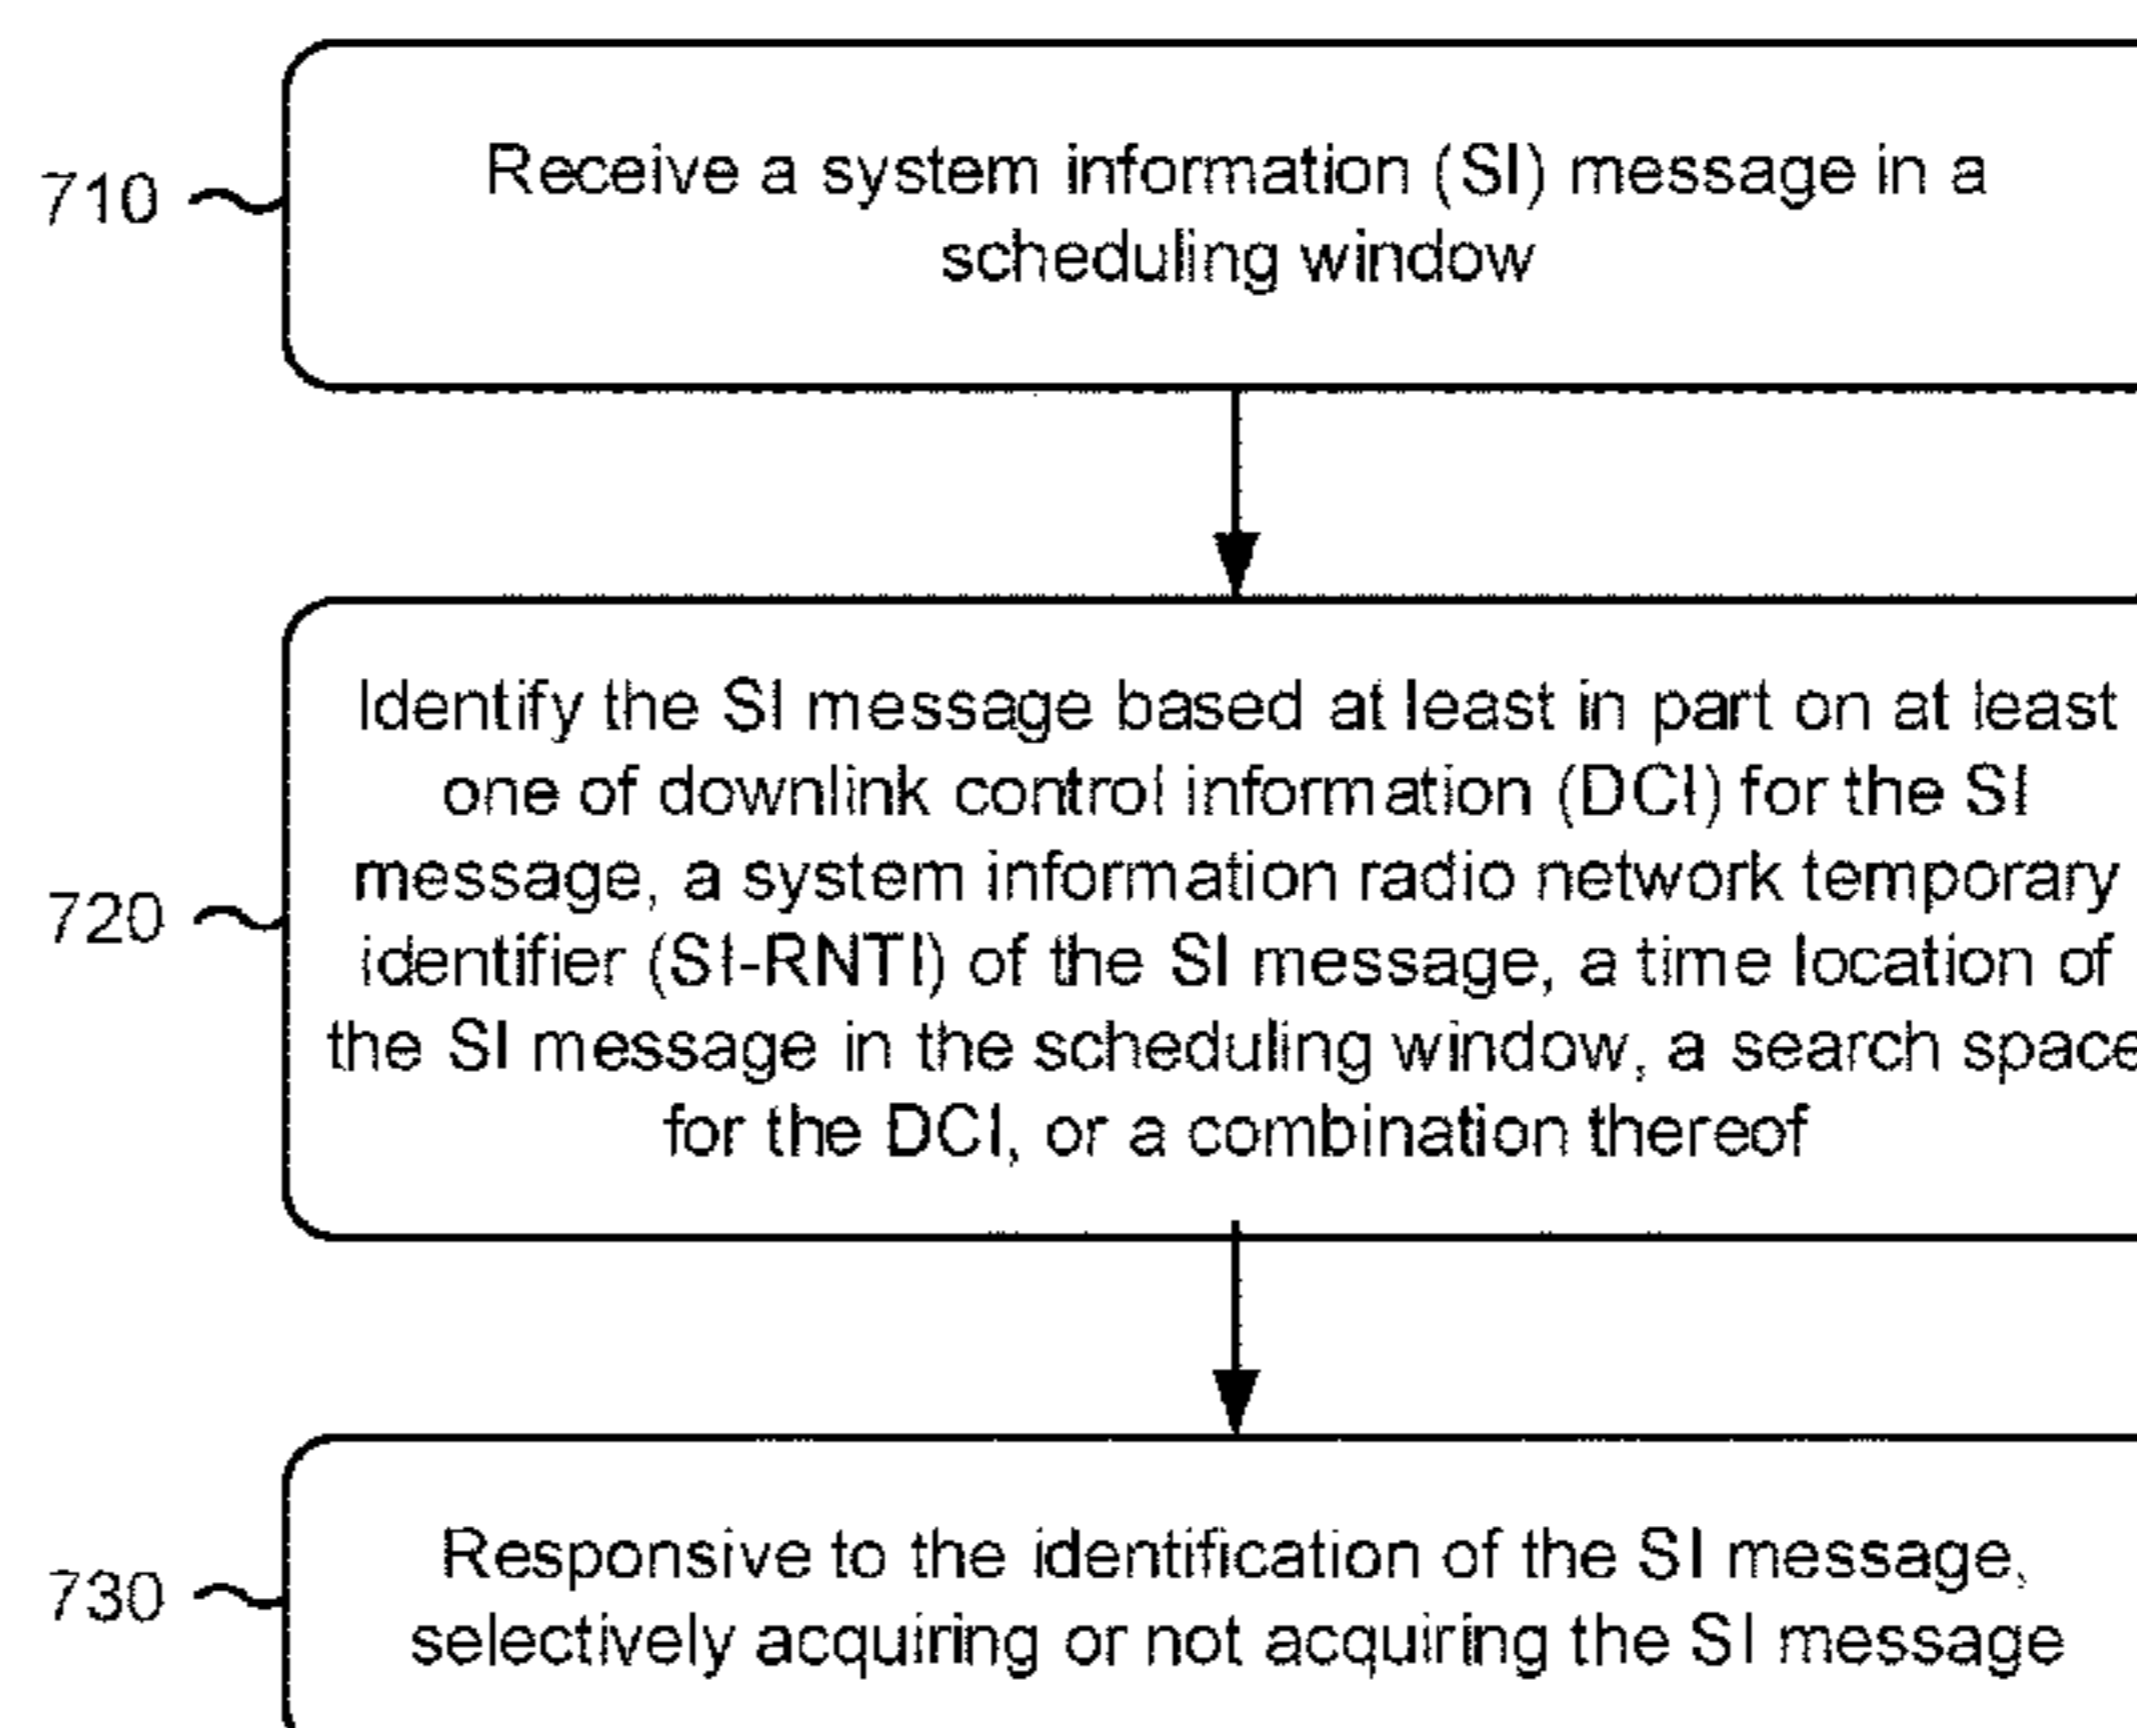 710
Receive a system information (SI) message in a
scheduling window
720
Identify the SI message based at least in part on at least
one of downlink control information (DCI) for the SI
message, a system information radio network temporary
identifier (SI-RNTI) of the SI message, a time location of
the SI message in the scheduling window, a search space
for the DCI, or a combination thereof
730
Responsive to the identification of the SI message,
selectively acquiring or not acquiring the SI message